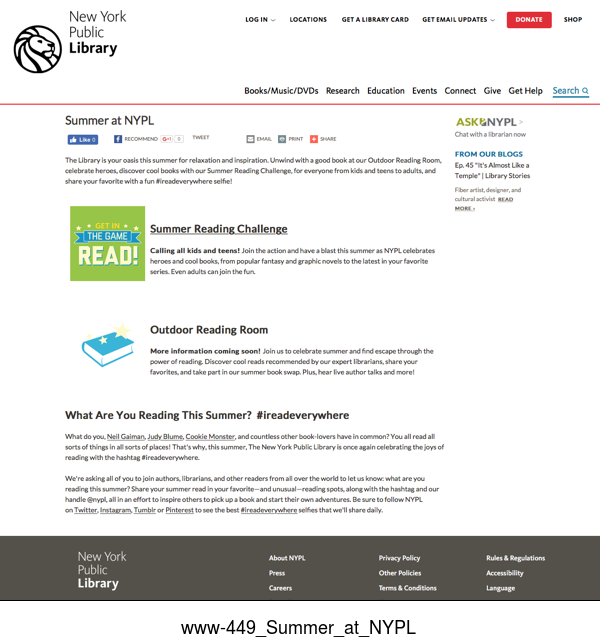 New York
Public
Library
LOG IN
LOCATIONS
GET A LIBRARY CARD
GET EMAIL UPDATES
DONATE
SHOP
Books/Music/DVDs
Research
Education
Events
Connect
Give
Get Help
Search
Summer at NYPL
Like 0
RECOMMEND
G+1 0
TWEET
EMAIL
PRINT
SHARE
The Library is your oasis this summer for relaxation and inspiration. Unwind with a good book at our Outdoor Reading Room,
celebrate heroes, discover cool books with our Summer Reading Challenge, for everyone from kids and teens to adults, and
share your favorite with a fun #ireadeverywhere selfie!
GET IN
THE GAME
READ!
Summer Reading Challenge
Calling all kids and teens! Join the action and have a blast this summer as NYPL celebrates
heroes and cool books, from popular fantasy and graphic novels to the latest in your favorite
series. Even adults can join the fun.
Outdoor Reading Room
More information coming soon! Join us to celebrate summer and find escape through the
power of reading. Discover cool reads recommended by our expert librarians, share your
favorites, and take part in our summer book swap. Plus, hear live author talks and more!
What Are You Reading This Summer? #ireadeverywhere
What do you, Neil Gaiman, Judy Blume, Cookie Monster, and countless other book-lovers have in common? You all read all
sorts of things in all sorts of places! That's why, this summer, The New York Public Library is once again celebrating the joys of
reading with the hashtag #ireadeverywhere.
We're asking all of you to join authors, librarians, and other readers from all over the world to let us know: what are you
reading this summer? Share your summer read in your favorite—and unusual—reading spots, along with the hashtag and our
handle @nypl, all in an effort to inspire others to pick up a book and start their own adventures. Be sure to follow NYPL
on Twitter, Instagram, Tumblr or Pinterest to see the best #ireadeverywhere selfies that we'll share daily.
ASK NYPL >
Chat with a librarian now
FROM OUR BLOGS
Ep. 45 "It's Almost Like a
Temple" | Library Stories
Fiber artist, designer, and
cultural activist READ
MORE ›
New York
Public
Library
About NYPL
Privacy Policy
Rules & Regulations
Press
Other Policies
Accessibility
Careers
Terms & Conditions
Language
www-449_Summer_at_NYPL